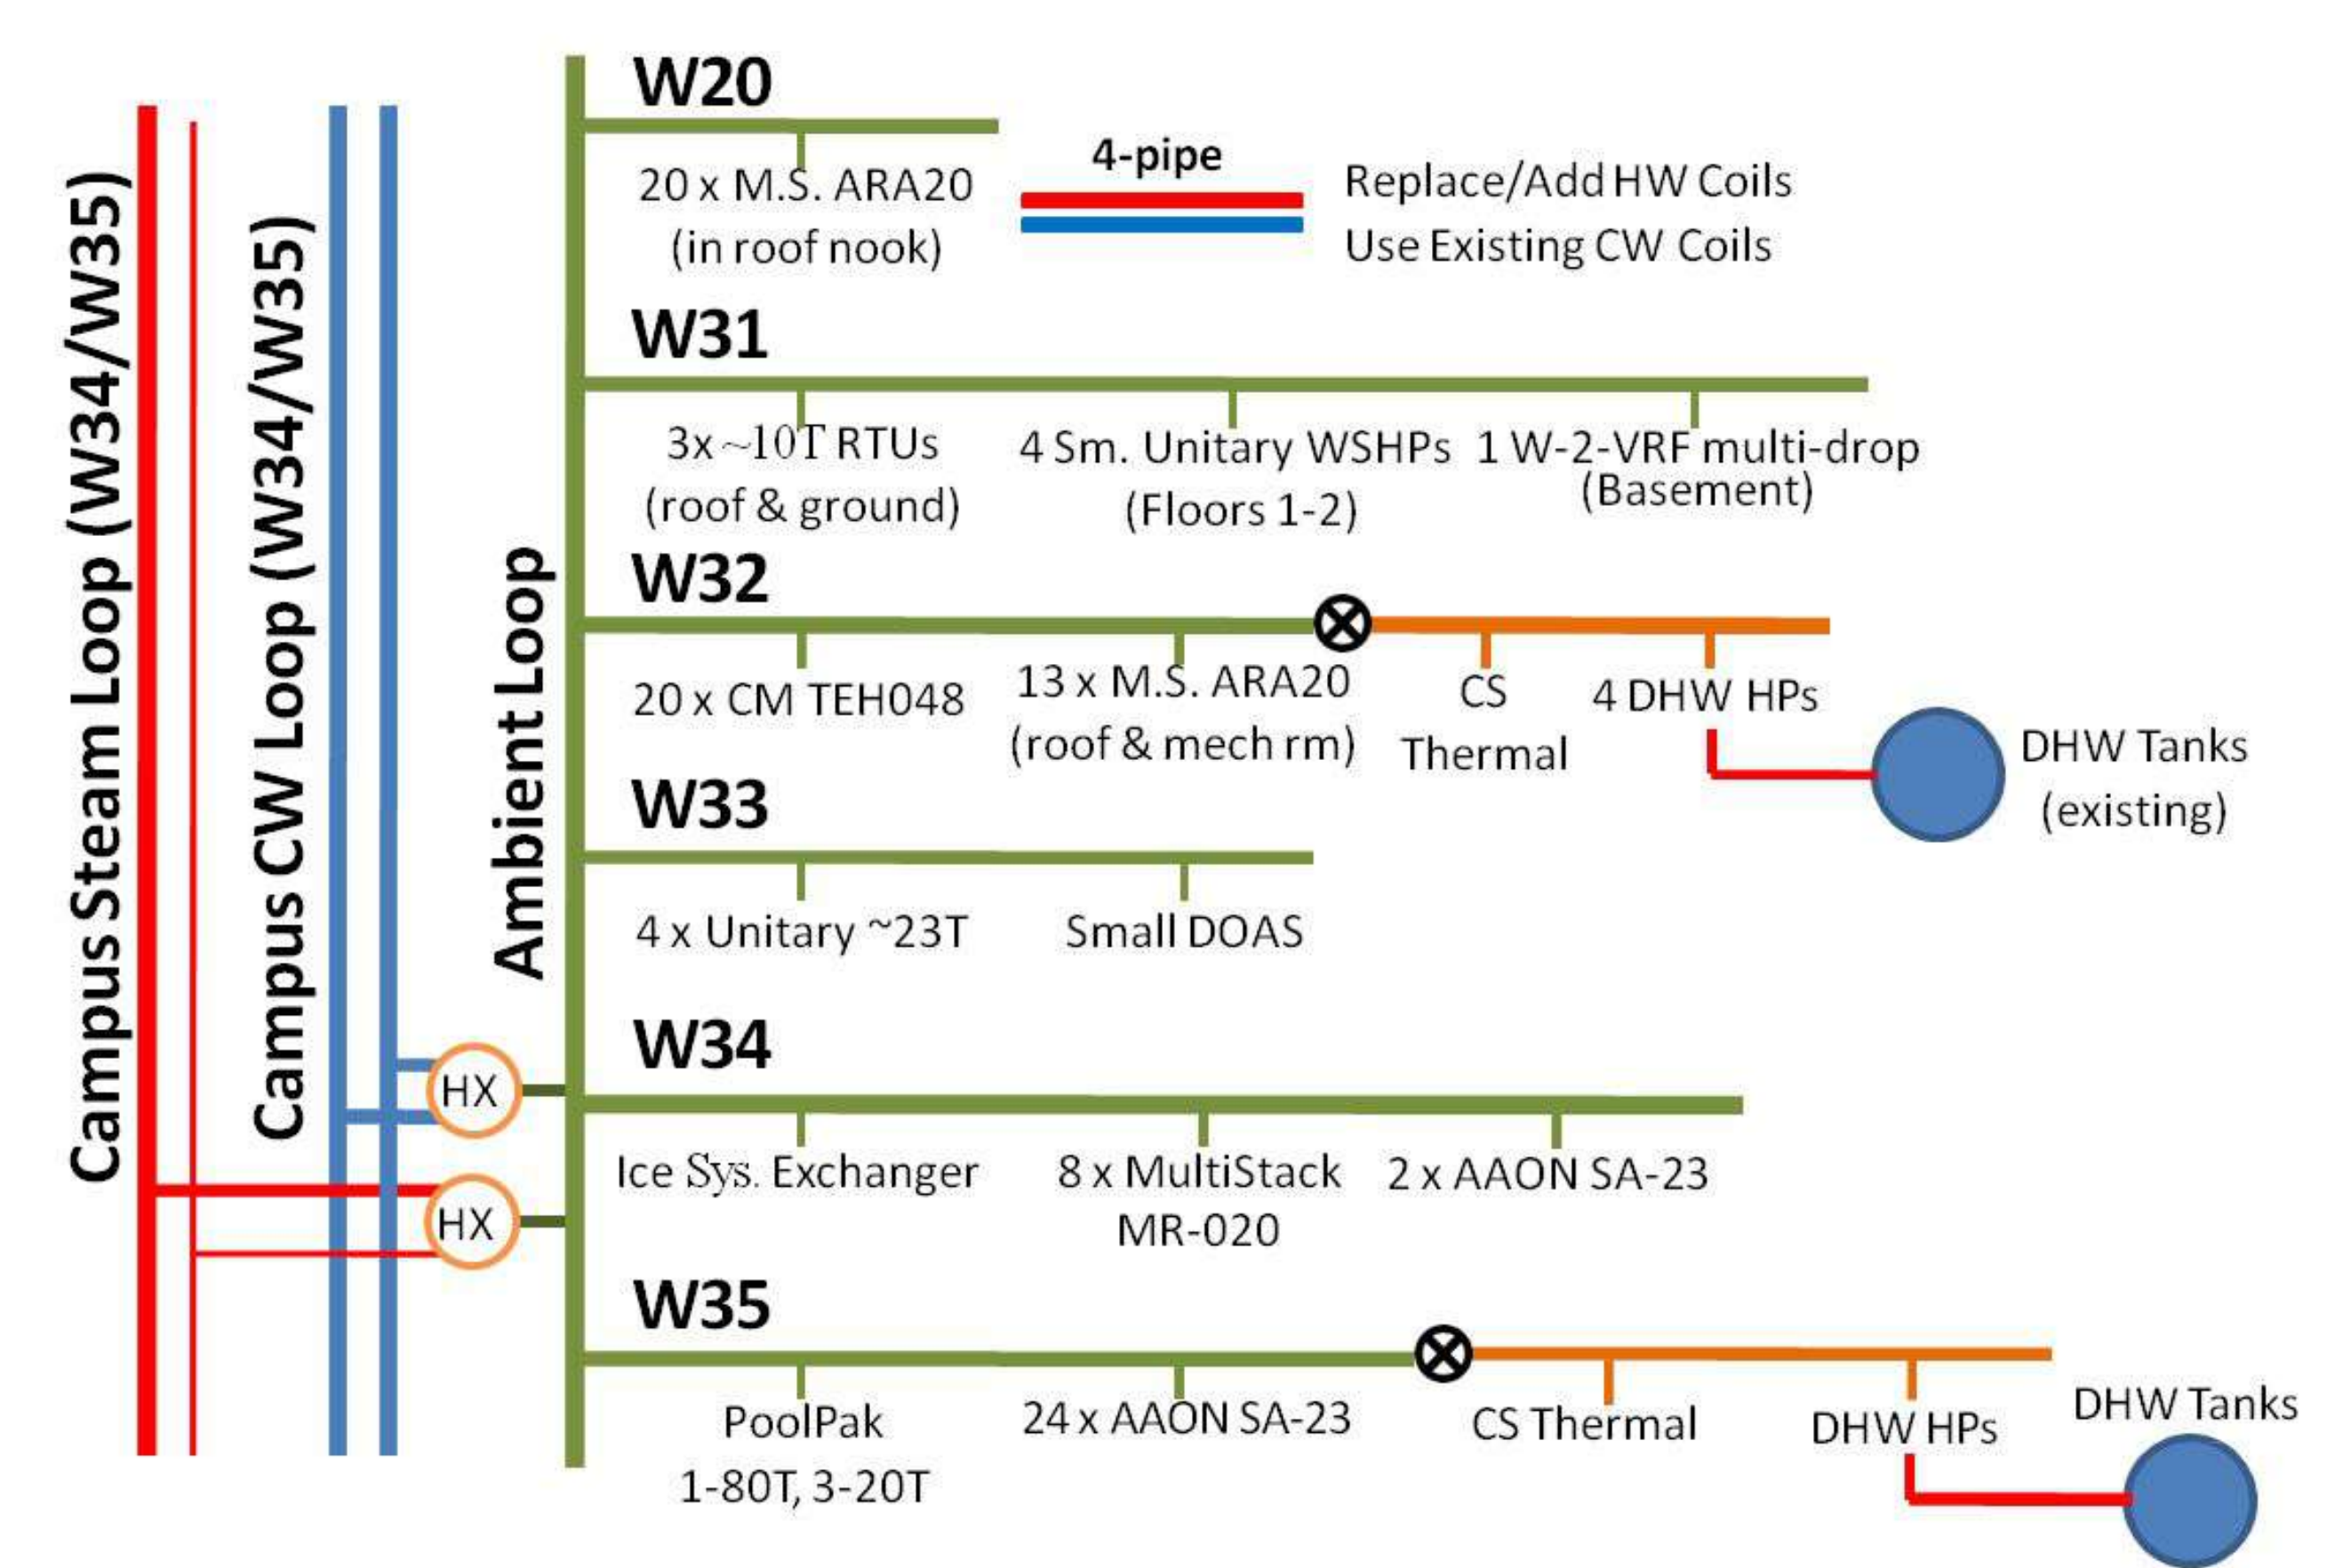 Campus Steam Loop (W34/W35)
Campus CW Loop (W34/W35)
Ambient Loop
W20
20 x M.S. ARA20
(in roof nook)
4-pipe
Replace/Add HW Coils
Use Existing CW Coils
W31
3x ~10T RTUs
(roof & ground)
4 Sm. Unitary WSHPs
(Floors 1-2)
1 W-2-VRF multi-drop
(Basement)
W32
20 x CM TEH048
13 x M.S. ARA20
(roof & mech rm)
CS
Thermal
4 DHW HPs
DHW Tanks
(existing)
W33
4 x Unitary ~23T
Small DOAS
W34
HX
HX
Ice Sys. Exchanger
8 x MultiStack
MR-020
2 x AAON SA-23
W35
PoolPak
1-80T, 3-20T
24 x AAON SA-23
CS Thermal
DHW HPs
DHW Tanks